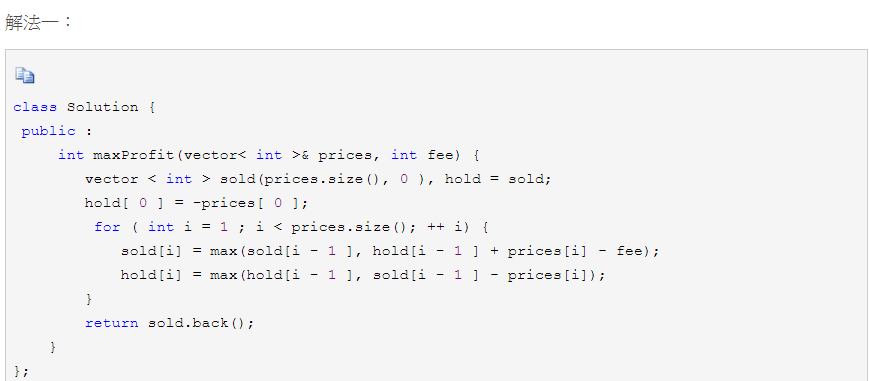 解法一：
class Solution {
 public :
     int maxProfit(vector< int >& prices, int fee) {
        vector < int > sold(prices.size(), 0 ), hold = sold;
        hold[ 0 ] = -prices[ 0 ];
         for ( int i = 1 ; i < prices.size(); ++ i) {
            sold[i] = max(sold[i - 1 ], hold[i - 1 ] + prices[i] - fee);
            hold[i] = max(hold[i - 1 ], sold[i - 1 ] - prices[i]);
        }
        return sold.back();
    }
};